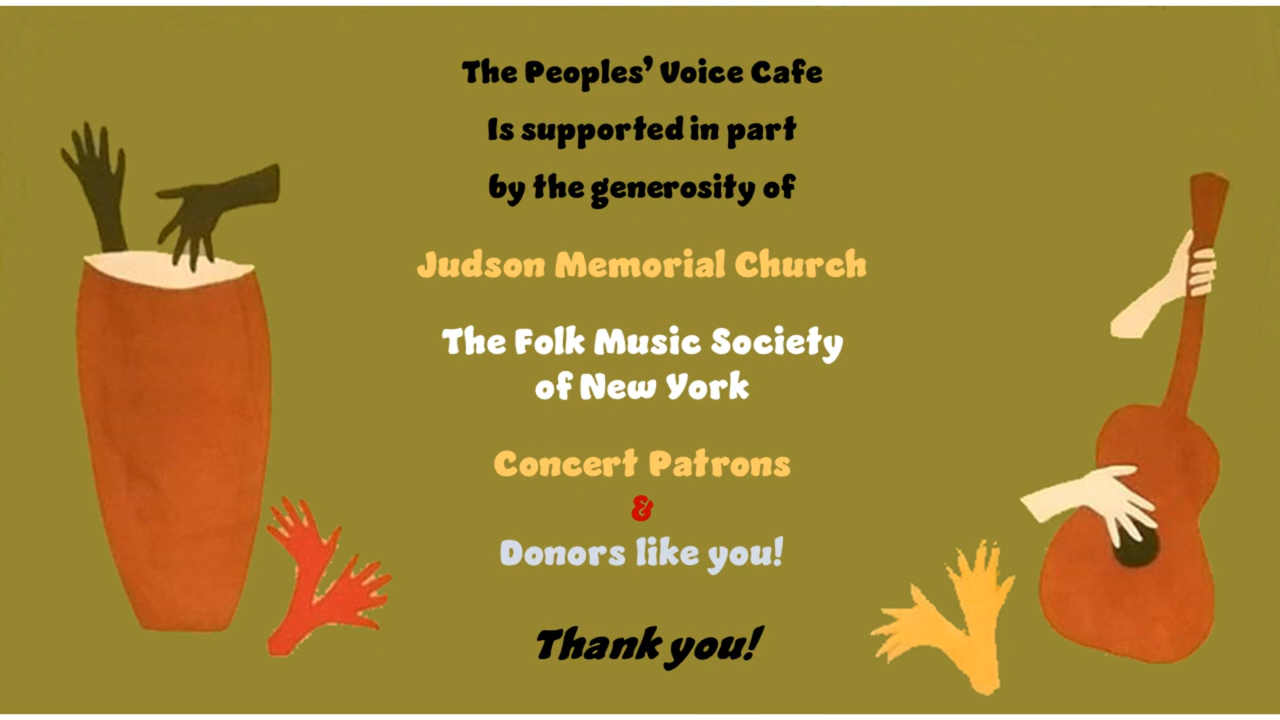 The Peoples’ Voice Cafe
Is supported in part
by the generosity of
Judson Memorial Church
The Folk Music Society
of New York
Concert Patrons
&
Donors like you!
Thank you!